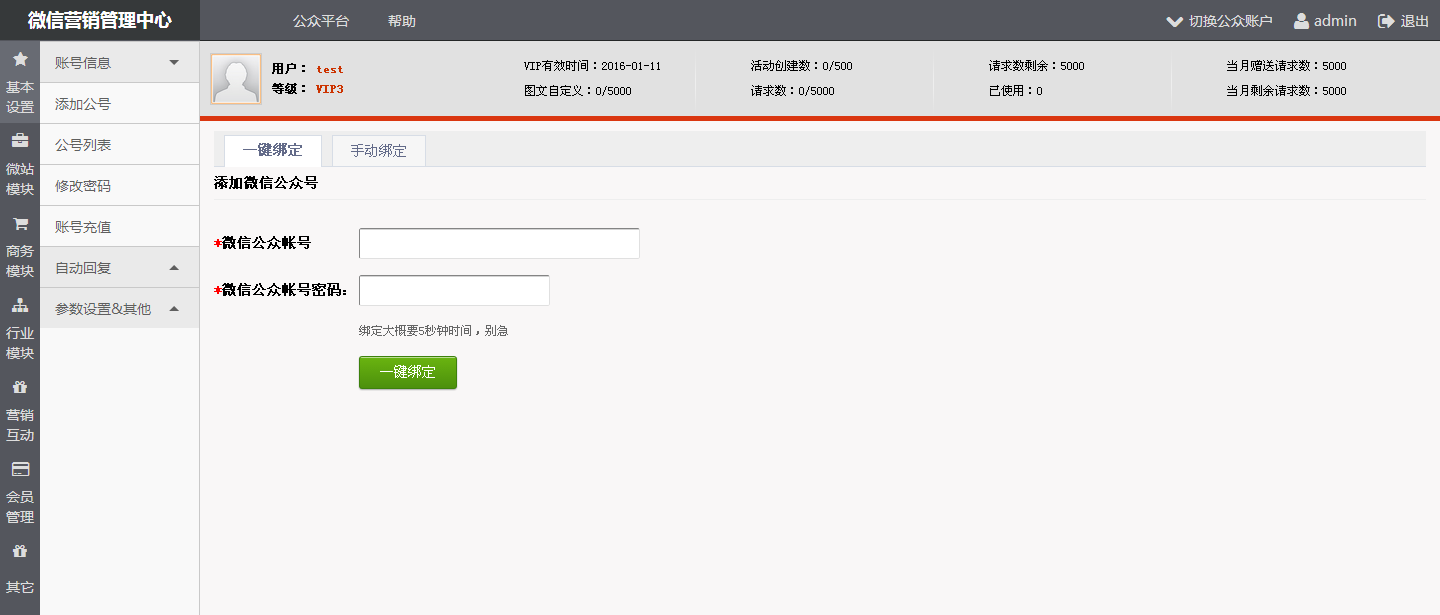 微信营销管理中心
公众平台
帮助
切换公众账户
admin
退出
基本
设置
微站
模块
商务
模块
行业
模块
营销
互动
会员
管理
其它
账号信息
添加公号
公号列表
修改密码
账号充值
自动回复
参数设置&其他
用户： test
等级： VIP3
VIP有效时间：2016-01-11
图文自定义：0/5000
活动创建数：0/500
请求数：0/5000
请求数剩余：5000
已使用：0
当月赠送请求数：5000
当月剩余请求数：5000
一键绑定
手动绑定
添加微信公众号
*微信公众帐号
*微信公众帐号密码：
绑定大概要5秒钟时间，别急
一键绑定